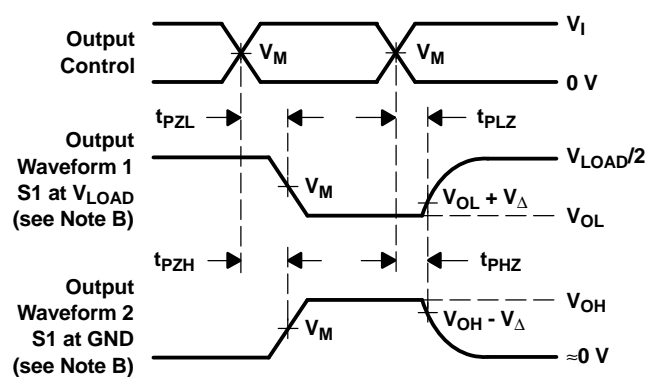 Output
Control
V_I
V_M
V_M
0 V
t_PZL
t_PLZ
Output
Waveform 1
S1 at V_LOAD
(see Note B)
V_LOAD/2
V_M
V_OL + V_Δ
V_OL
t_PZH
t_PHZ
Output
Waveform 2
S1 at GND
(see Note B)
V_OH
V_M
V_OH - V_Δ
≈0 V